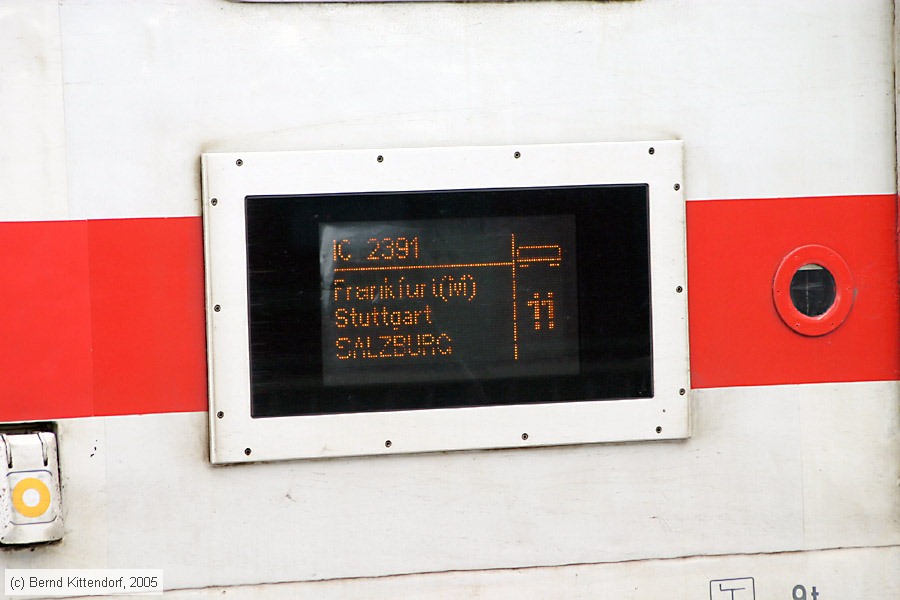 IC 2391
Frankfurt(M)
Stuttgart
SALZBURG
11
(c) Bernd Kittendorf, 2005